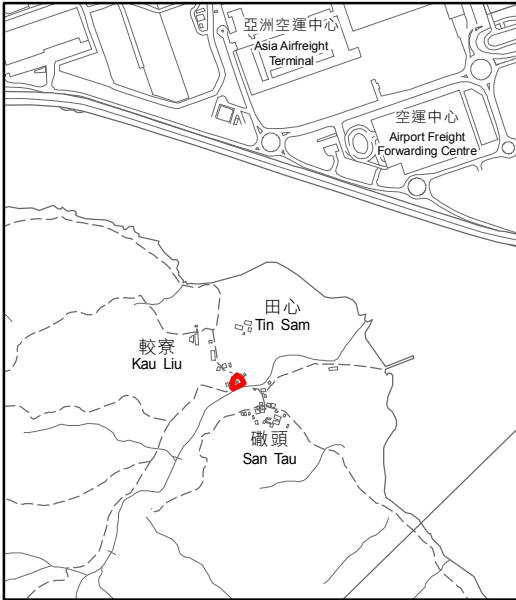 亞洲空運中心
Asia Airfreight
Terminal
空運中心
Airport Freight
Forwarding Centre
田心
Tin Sam
較寮
Kau Liu
磡頭
San Tau